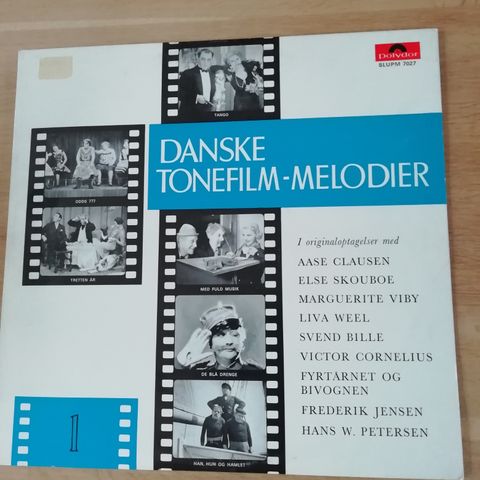 Polydor
SLUPM 7027
TANGO
DANSKE
TONEFILM-MELODIER
ODDS 777
TRETTEN ÅR
MED FULD MUSIK
DE BLÅ DRENGE
HAN, HUN OG HAMLET
I originaloptagelser med
AASE CLAUSEN
ELSE SKOUBOE
MARGUERITE VIBY
LIVA WEEL
SVEND BILLE
VICTOR CORNELIUS
FYRTÅRNET OG
BIVOGNEN
FREDERIK JENSEN
HANS W. PETERSEN
1